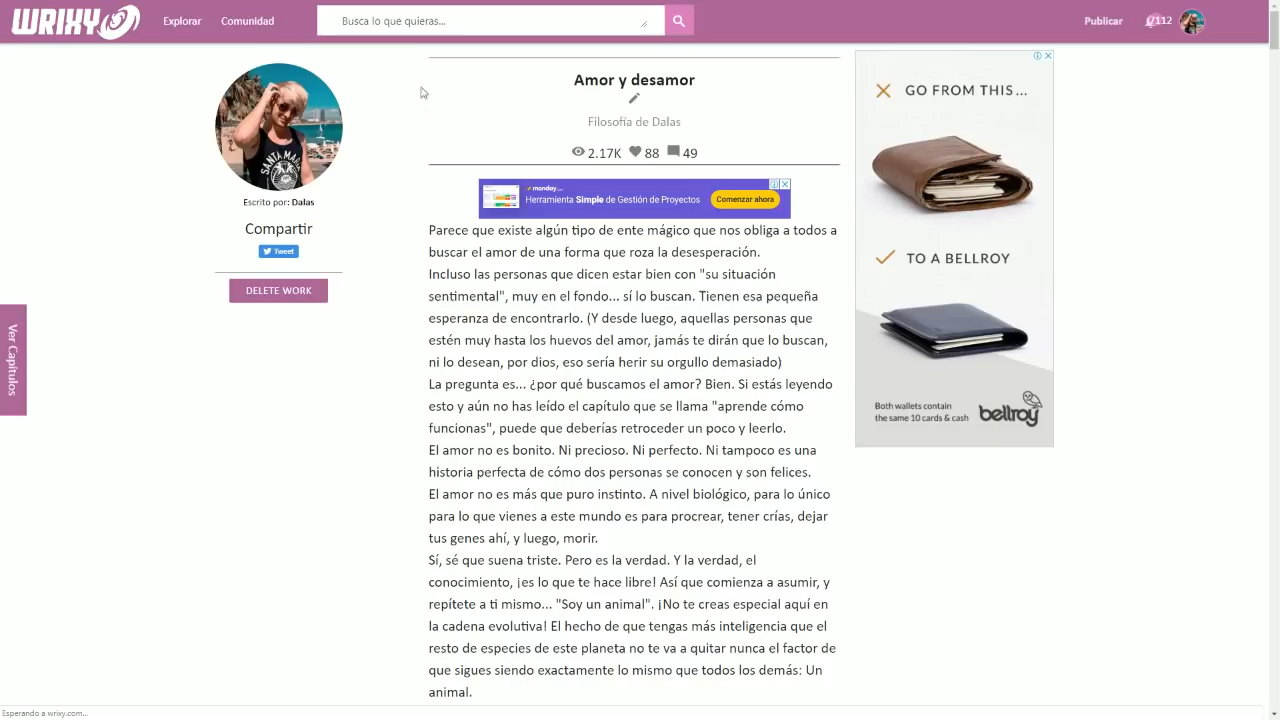 WRIXY
Explorar
Comunidad
Busca lo que quieras...
Publicar
112
SANTA MA
Escrito por: Dalas
Compartir
Tweet
DELETE WORK
Ver Capítulos
Amor y desamor
Filosofía de Dalas
2.17K 88 49
monday.com
Herramienta Simple de Gestión de Proyectos
Comenzar ahora
Parece que existe algún tipo de ente mágico que nos obliga a todos a
buscar el amor de una forma que roza la desesperación.
Incluso las personas que dicen estar bien con "su situación
sentimental", muy en el fondo... sí lo buscan. Tienen esa pequeña
esperanza de encontrarlo. (Y desde luego, aquellas personas que
estén muy hasta los huevos del amor, jamás te dirán que lo buscan,
ni lo desean, por dios, eso sería herir su orgullo demasiado)
La pregunta es... ¿por qué buscamos el amor? Bien. Si estás leyendo
esto y aún no has leído el capítulo que se llama "aprende cómo
funcionas", puede que deberías retroceder un poco y leerlo.
El amor no es bonito. Ni precioso. Ni perfecto. Ni tampoco es una
historia perfecta de cómo dos personas se conocen y son felices.
El amor no es más que puro instinto. A nivel biológico, para lo único
para lo que vienes a este mundo es para procrear, tener crías, dejar
tus genes ahí, y luego, morir.
Sí, sé que suena triste. Pero es la verdad. Y la verdad, el
conocimiento, ¡es lo que te hace libre! Así que comienza a asumir, y
repítete a ti mismo... "Soy un animal". ¡No te creas especial aquí en
la cadena evolutiva! El hecho de que tengas más inteligencia que el
resto de especies de este planeta no te va a quitar nunca el factor de
que sigues siendo exactamente lo mismo que todos los demás: Un
animal.
GO FROM THIS...
TO A BELLROY
Both wallets contain
the same 10 cards & cash
bellroy
Esperando a wrixy.com...